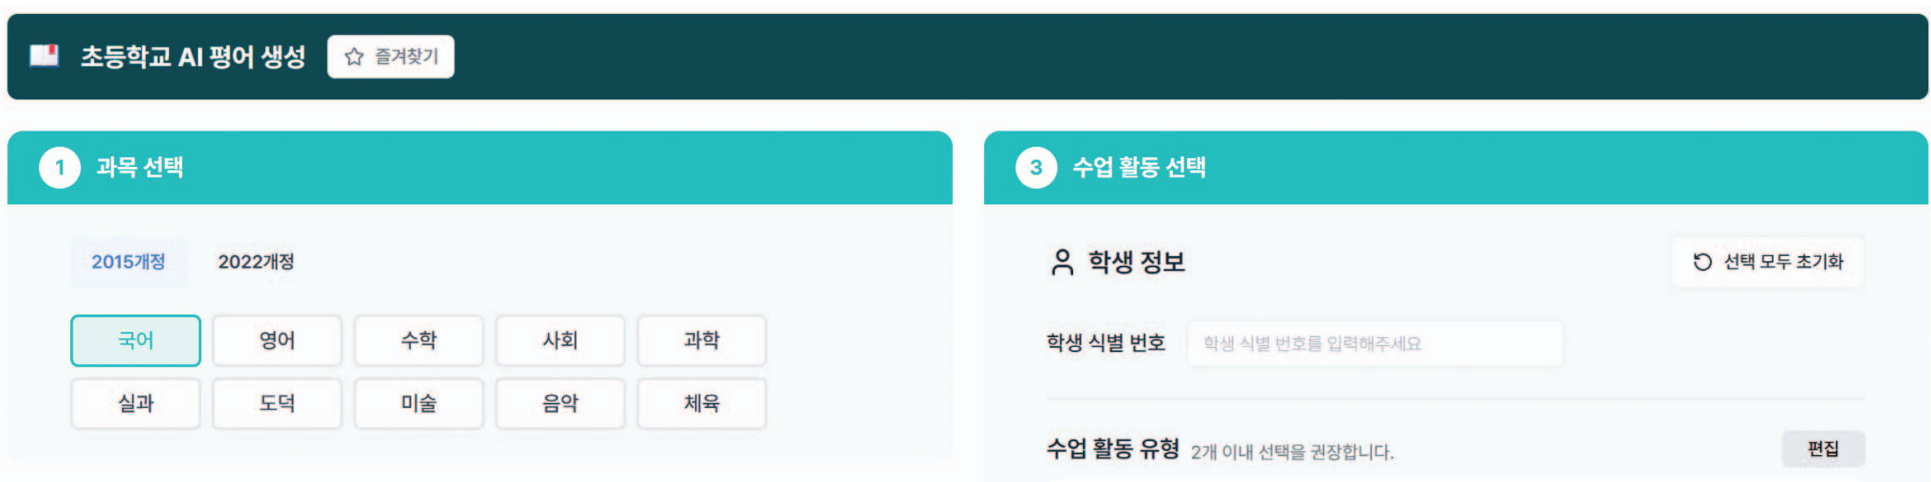 초등학교 AI 평어 생성 즐겨찾기
1 과목 선택
2015개정 2022개정
국어 영어 수학 사회 과학
실과 도덕 미술 음악 체육
3 수업 활동 선택
학생 정보 선택 모두 초기화
학생 식별 번호 학생 식별 번호를 입력해주세요
수업 활동 유형 2개 이내 선택을 권장합니다. 편집